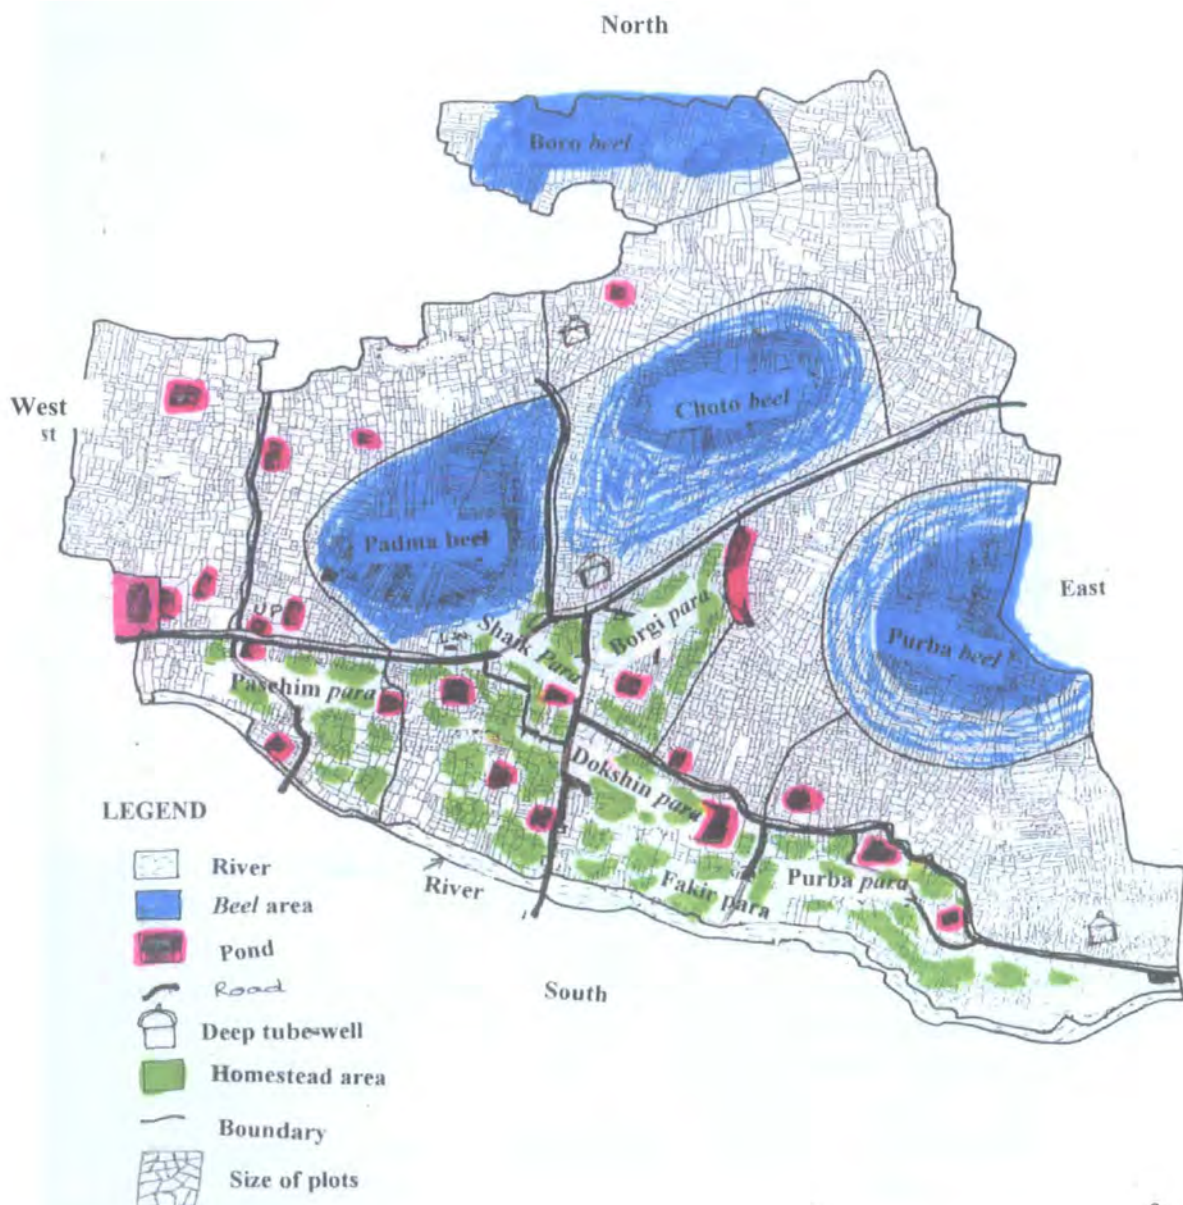 North
Boro beel
Choto beel
West
st
Padma beel
East
UP
Shaik Para
Borgi para
Purba beel
Paschim para
Dokshin para
LEGEND
River
River
Fakir para
Purba para
Beel area
Pond
South
Road
Deep tube-well
Homestead area
Boundary
Size of plots